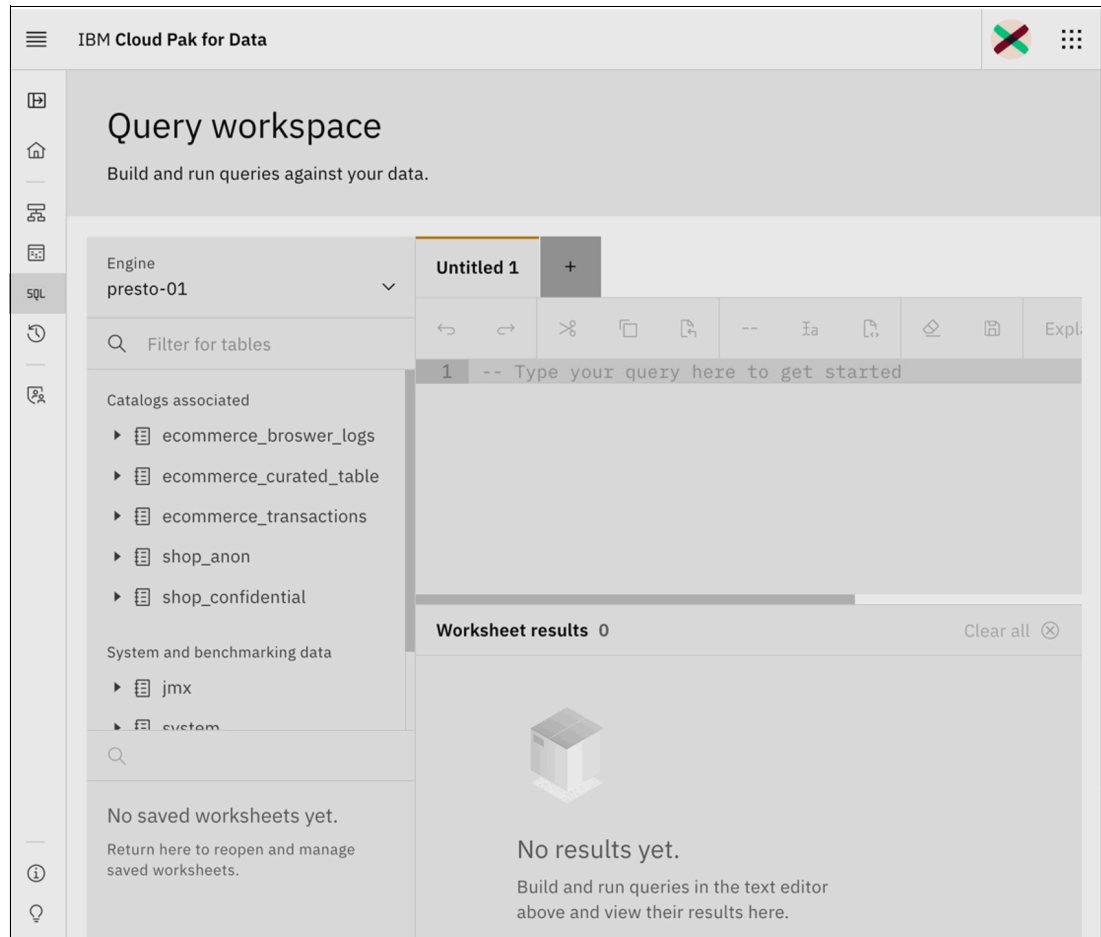 IBM Cloud Pak for Data
Query workspace
Build and run queries against your data.
SQL
Engine
presto-01
Filter for tables
Catalogs associated
ecommerce_broswer_logs
ecommerce_curated_table
ecommerce_transactions
shop_anon
shop_confidential
System and benchmarking data
jmx
system
No saved worksheets yet.
Return here to reopen and manage
saved worksheets.
Untitled 1 +
Expl
1 -- Type your query here to get started
Worksheet results 0 Clear all
No results yet.
Build and run queries in the text editor
above and view their results here.